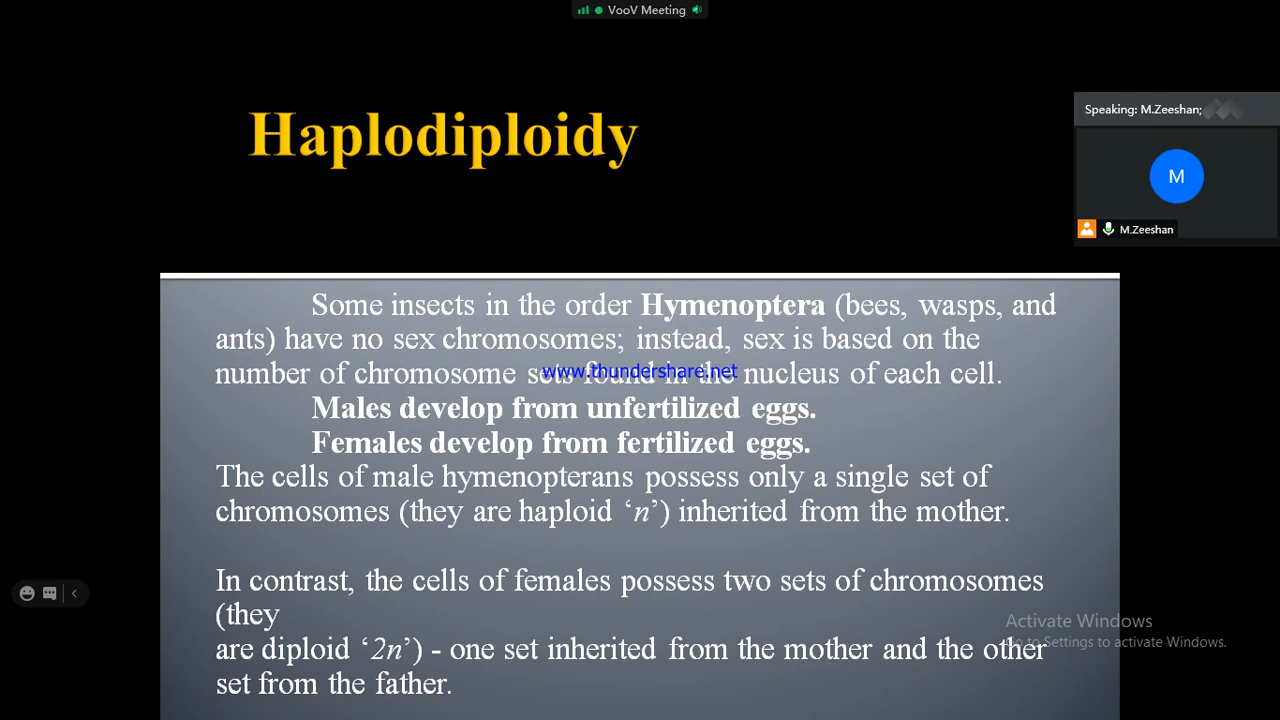 VooV Meeting
Haplodiploidy
Speaking: M.Zeeshan;
M
M.Zeeshan
Some insects in the order Hymenoptera (bees, wasps, and
ants) have no sex chromosomes; instead, sex is based on the
number of chromosome sets found in the nucleus of each cell.
www.thundershare.net
Males develop from unfertilized eggs.
Females develop from fertilized eggs.
The cells of male hymenopterans possess only a single set of
chromosomes (they are haploid ‘n’) inherited from the mother.
In contrast, the cells of females possess two sets of chromosomes
(they
are diploid ‘2n’) - one set inherited from the mother and the other
set from the father.
Activate Windows
Go to Settings to activate Windows.